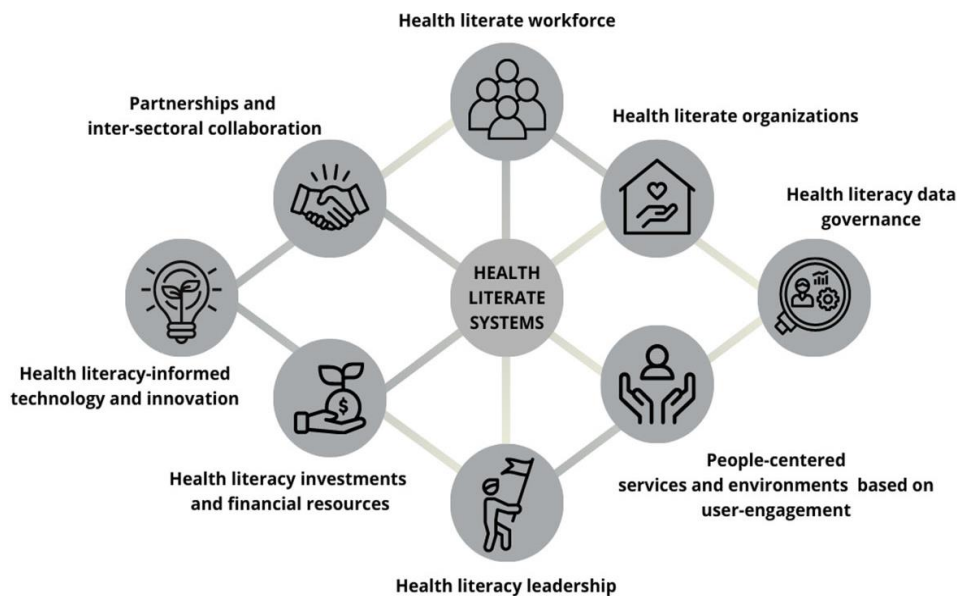 Health literate workforce
Partnerships and
inter-sectoral collaboration
Health literate organizations
Health literacy data
governance
HEALTH
LITERATE
SYSTEMS
$
Health literacy-informed
technology and innovation
Health literacy investments
and financial resources
People-centered
services and environments based on
user-engagement
Health literacy leadership